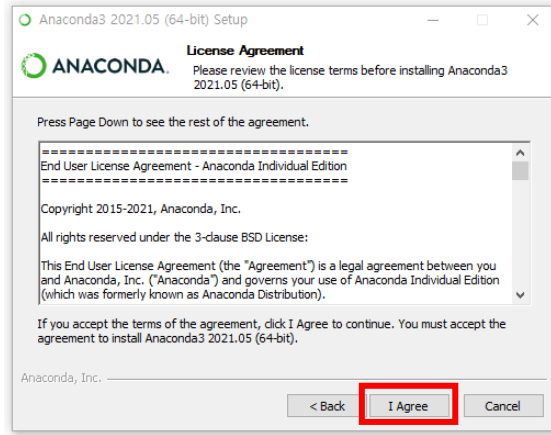 Anaconda3 2021.05 (64-bit) Setup
ANACONDA.
License Agreement
Please review the license terms before installing Anaconda3
2021.05 (64-bit).
Press Page Down to see the rest of the agreement.
===================================
End User License Agreement - Anaconda Individual Edition
===================================
Copyright 2015-2021, Anaconda, Inc.
All rights reserved under the 3-clause BSD License:
This End User License Agreement (the "Agreement") is a legal agreement between you
and Anaconda, Inc. ("Anaconda") and governs your use of Anaconda Individual Edition
(which was formerly known as Anaconda Distribution).
If you accept the terms of the agreement, click I Agree to continue. You must accept the
agreement to install Anaconda3 2021.05 (64-bit).
Anaconda, Inc.
< Back
I Agree
Cancel